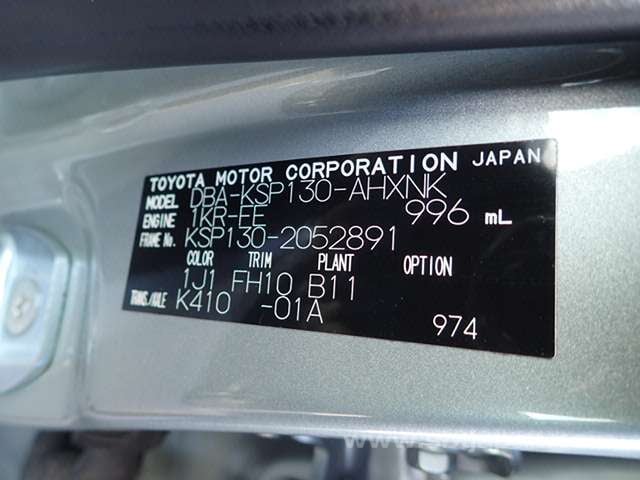 TOYOTA MOTOR CORPORATION JAPAN
MODEL DBA-KSP130-AHXNK
ENGINE 1KR-FE 996 mL
FRAME No. KSP130-2052891
COLOR TRIM PLANT OPTION
1J1 FH10 B11
TRANS./AXLE K410 -01A
974